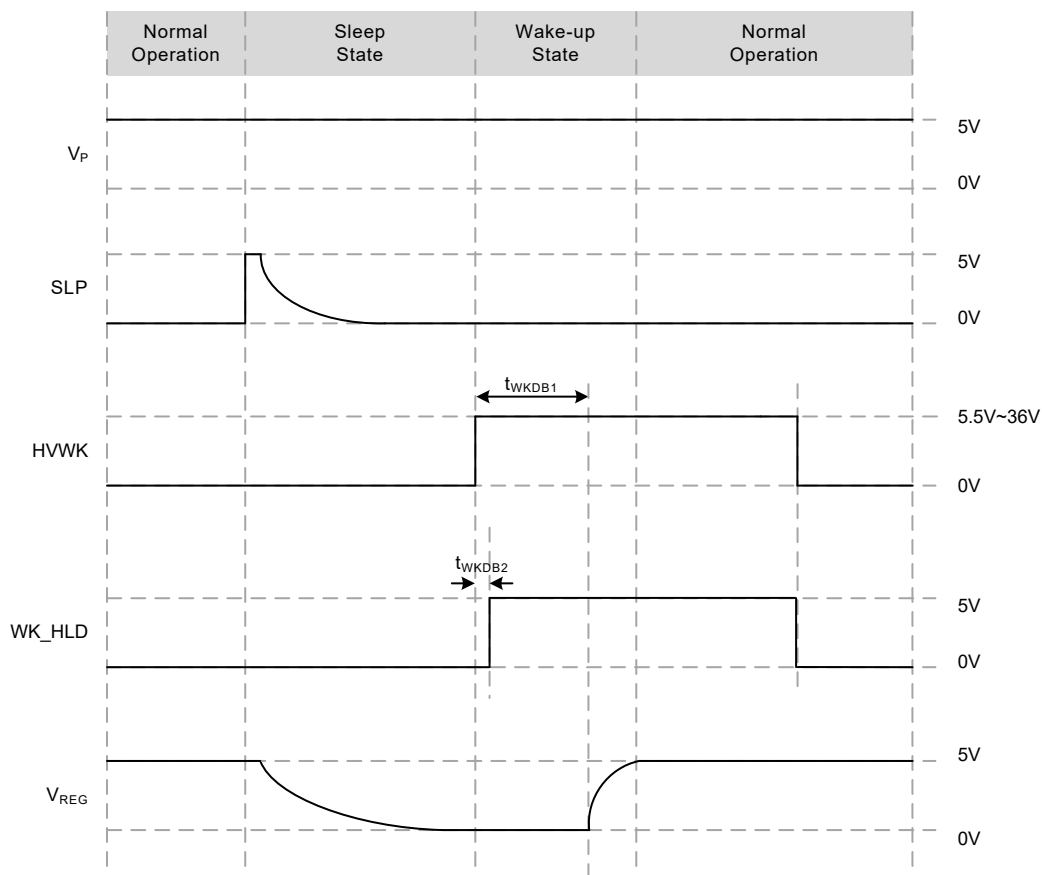 Normal
Operation
Sleep
State
Wake-up
State
Normal
Operation
VP
5V
0V
SLP
5V
0V
tWKDB1
HVWK
5.5V~36V
0V
tWKDB2
WK_HLD
5V
0V
VREG
5V
0V